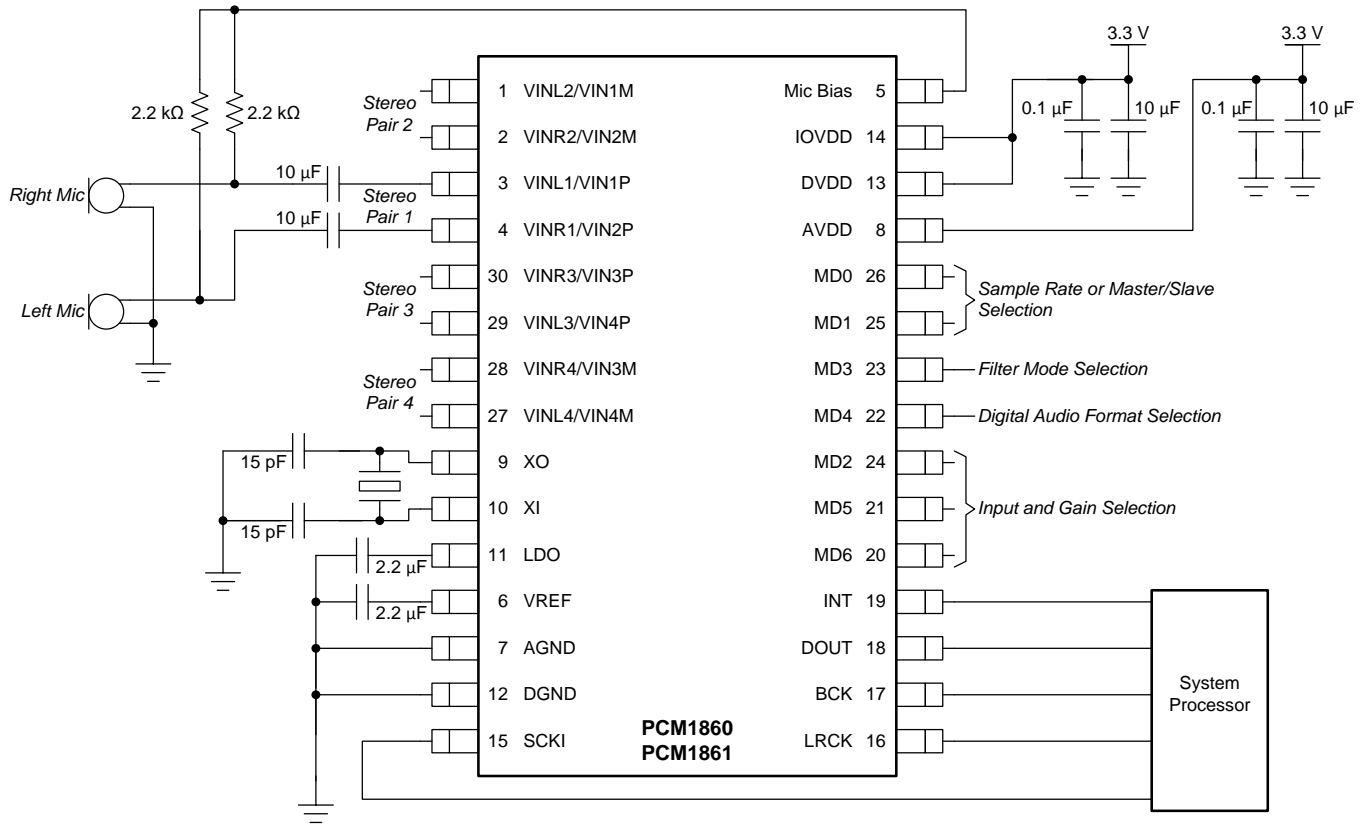 3.3 V
3.3 V
2.2 kΩ
2.2 kΩ
0.1 µF
10 µF
0.1 µF
10 µF
Stereo
Pair 2
1 VINL2/VIN1M
Mic Bias 5
2 VINR2/VIN2M
IOVDD 14
Right Mic
10 µF
Stereo
Pair 1
3 VINL1/VIN1P
DVDD 13
10 µF
4 VINR1/VIN2P
AVDD 8
Left Mic
Stereo
Pair 3
30 VINR3/VIN3P
MD0 26
29 VINL3/VIN4P
MD1 25
Sample Rate or Master/Slave
Selection
Stereo
Pair 4
28 VINR4/VIN3M
MD3 23
Filter Mode Selection
27 VINL4/VIN4M
MD4 22
Digital Audio Format Selection
15 pF
9 XO
MD2 24
15 pF
10 XI
MD5 21
Input and Gain Selection
2.2 µF
11 LDO
MD6 20
2.2 µF
6 VREF
INT 19
7 AGND
DOUT 18
12 DGND
BCK 17
15 SCKI
LRCK 16
PCM1860
PCM1861
System
Processor